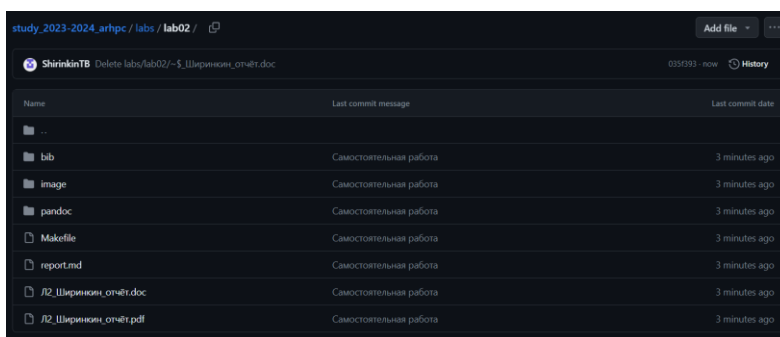 study_2023-2024_arhpc / labs / lab02 /
Add file
ShirinkinTB Delete labs/lab02/~$_Ширинкин_отчёт.doc
035f393 · now History
Name Last commit message Last commit date
..
bib Самостоятельная работа 3 minutes ago
image Самостоятельная работа 3 minutes ago
pandoc Самостоятельная работа 3 minutes ago
Makefile Самостоятельная работа 3 minutes ago
report.md Самостоятельная работа 3 minutes ago
Л2_Ширинкин_отчёт.doc Самостоятельная работа 3 minutes ago
Л2_Ширинкин_отчёт.pdf Самостоятельная работа 3 minutes ago